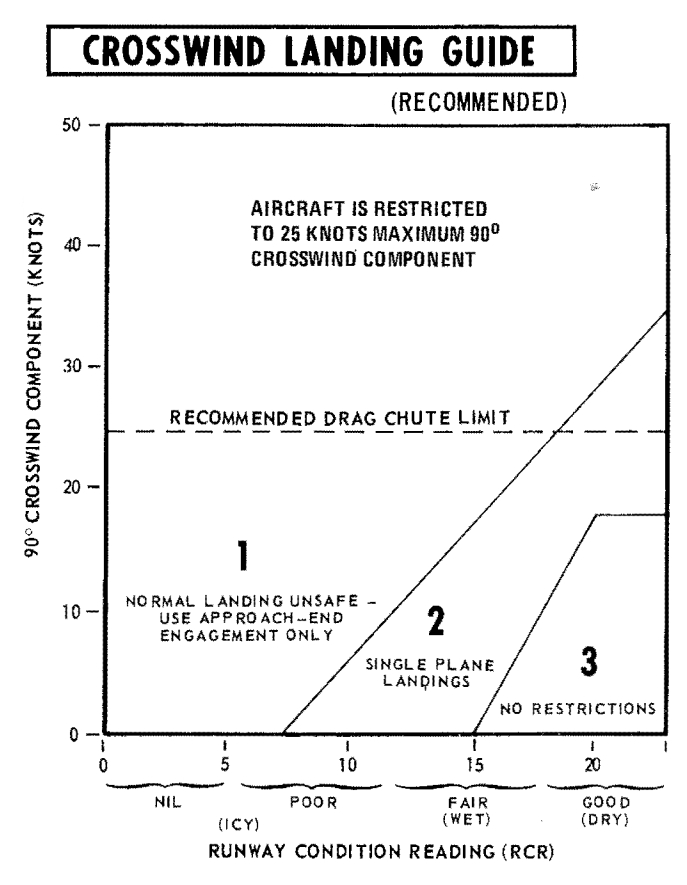 CROSSWIND LANDING GUIDE
(RECOMMENDED)
50
40
30
20
10
0
90° CROSSWIND COMPONENT (KNOTS)
AIRCRAFT IS RESTRICTED
TO 25 KNOTS MAXIMUM 90°
CROSSWIND COMPONENT
RECOMMENDED DRAG CHUTE LIMIT
1
NORMAL LANDING UNSAFE –
USE APPROACH–END
ENGAGEMENT ONLY
2
SINGLE PLANE
LANDINGS
3
NO RESTRICTIONS
0 5 10 15 20
NIL POOR FAIR GOOD
(ICY) (WET) (DRY)
RUNWAY CONDITION READING (RCR)